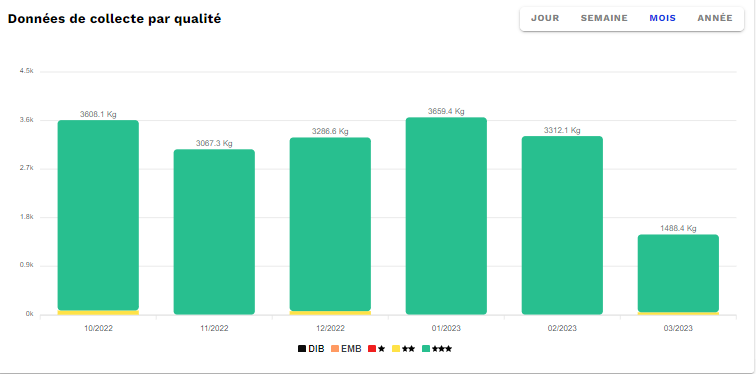 Données de collecte par qualité
JOUR SEMAINE MOIS ANNÉE
4.5k
3.6k
2.7k
1.8k
0.9k
0k
3608.1 Kg
3067.3 Kg
3286.6 Kg
3659.4 Kg
3312.1 Kg
1488.4 Kg
10/2022 11/2022 12/2022 01/2023 02/2023 03/2023
DIB EMB ★ ★★ ★★★